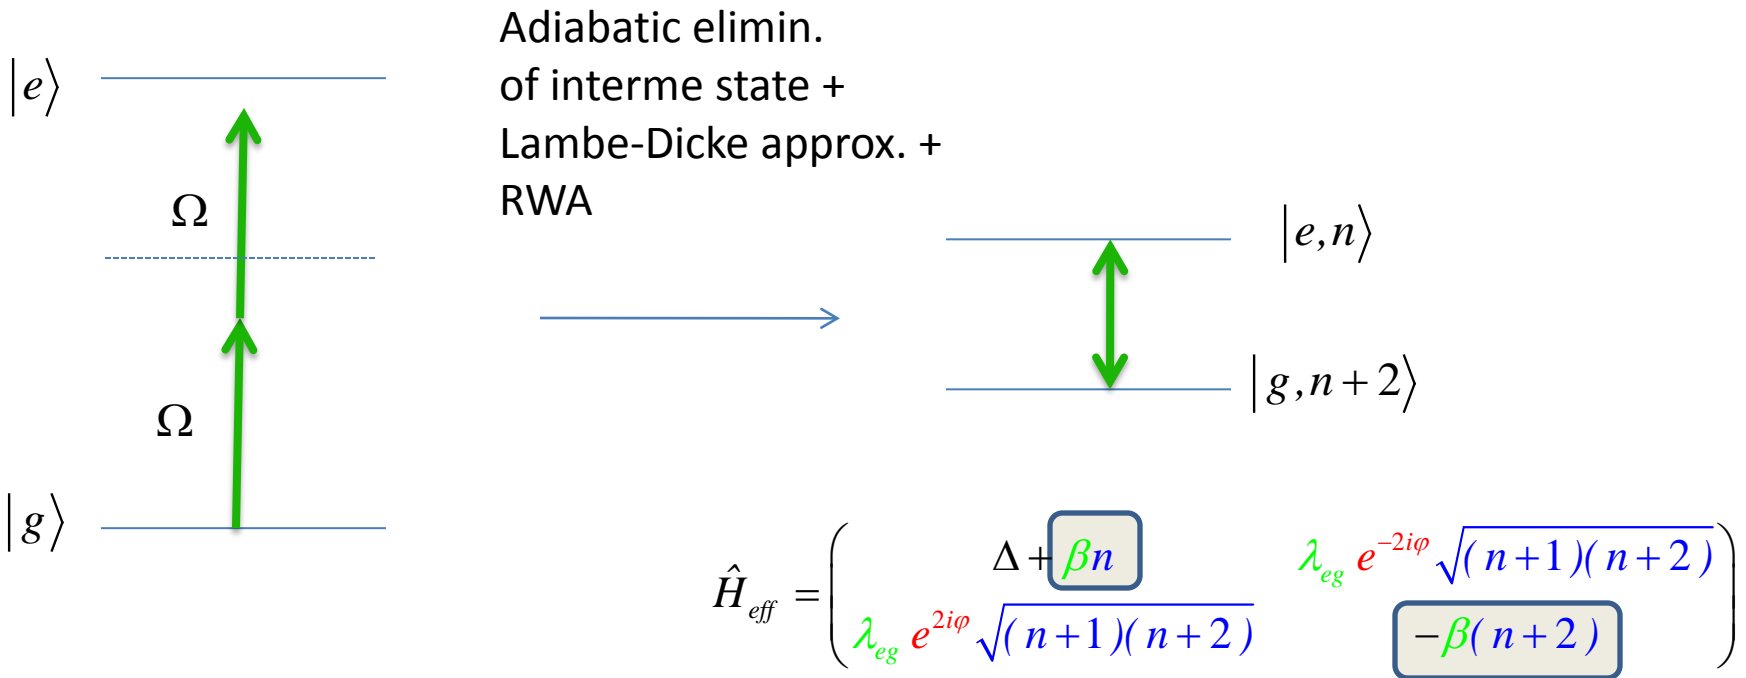 Adiabatic elimin.
of interme state +
Lambe-Dicke approx. +
RWA
|e⟩
Ω
Ω
|g⟩
|e,n⟩
|g,n+2⟩
Ĥ_eff = ( Δ+βn    λ_eg e^{-2iφ} √((n+1)(n+2))
λ_eg e^{2iφ} √((n+1)(n+2))    −β(n+2) )